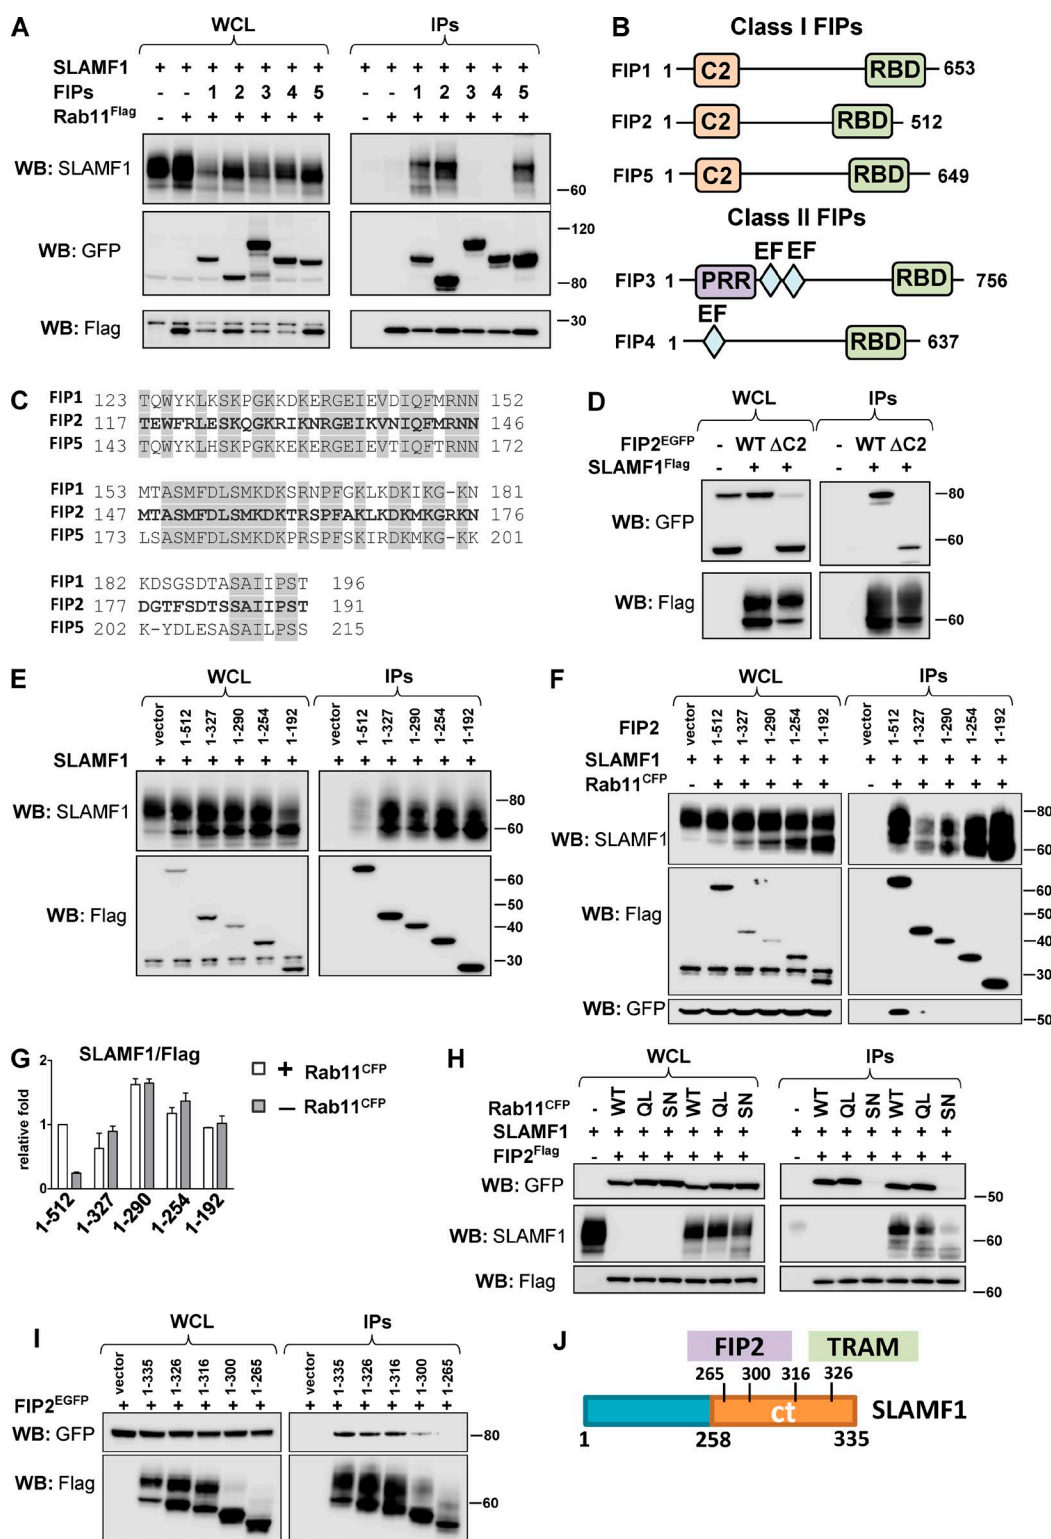 A
WCL
IPs
SLAMF1 + + + + + + + + + + + + + +
FIPs - - 1 2 3 4 5 - - 1 2 3 4 5
Rab11Flag - + + + + + + - + + + + + +
WB: SLAMF1
–60
WB: GFP
–120
–80
WB: Flag
–30
B
Class I FIPs
FIP1 1 C2 RBD 653
FIP2 1 C2 RBD 512
FIP5 1 C2 RBD 649
Class II FIPs
EF EF
FIP3 1 PRR RBD 756
EF
FIP4 1 RBD 637
C
FIP1 123 TQWYKLKSKPGKKDKERGEIEVDIQFMRNN 152
FIP2 117 TEWFRLESKQGKRIKNRGEIKVNIQFMRNN 146
FIP5 143 TQWYKLHSKPGKKEKERGEIEVTIQFTRNN 172
FIP1 153 MTASMFDLSMKDKSRNPFGKLKDKIKG-KN 181
FIP2 147 MTASMFDLSMKDKTRSPFAKLKDKMKGRKN 176
FIP5 173 LSASMFDLSMKDKPRSPFSKIRDKMKG-KK 201
FIP1 182 KDSGSDTASAIIPST 196
FIP2 177 DGTFSDTSSAIIPST 191
FIP5 202 K-YDLESASAILPSS 215
D
WCL
IPs
FIP2EGFP - WT ΔC2 - WT ΔC2
SLAMF1Flag - + + - + +
WB: GFP
–80
–60
WB: Flag
–60
E
WCL
IPs
vector 1-512 1-327 1-290 1-254 1-192 vector 1-512 1-327 1-290 1-254 1-192
SLAMF1 + + + + + + + + + + + +
WB: SLAMF1
–80
–60
WB: Flag
–60
–50
–40
–30
F
WCL
IPs
FIP2 vector 1-512 1-327 1-290 1-254 1-192 vector 1-512 1-327 1-290 1-254 1-192
SLAMF1 + + + + + + + + + + + +
Rab11CFP - + + + + + - + + + + +
WB: SLAMF1
–80
–60
WB: Flag
–60
–50
–40
–30
WB: GFP
–50
G
SLAMF1/Flag
relative fold
2
1
0
1-512 1-327 1-290 1-254 1-192
+ Rab11CFP
– Rab11CFP
H
WCL
IPs
Rab11CFP - WT QL SN WT QL SN - WT QL SN WT QL SN
SLAMF1 + + + + + +
FIP2Flag + + + + + + + + + + + +
WB: GFP
–50
WB: SLAMF1
–60
WB: Flag
–60
I
WCL
IPs
vector 1-335 1-326 1-316 1-300 1-265 vector 1-335 1-326 1-316 1-300 1-265
FIP2EGFP + + + + + + + + + + + +
WB: GFP
–80
WB: Flag
–60
J
FIP2 TRAM
265 300 316 326
ct SLAMF1
1 258 335